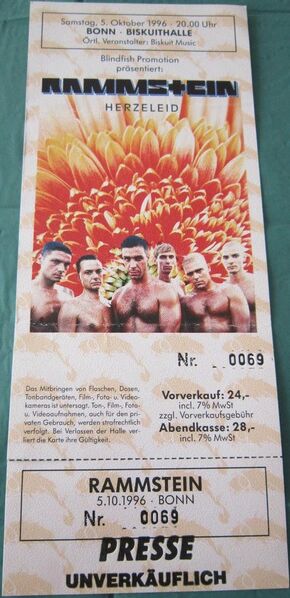 Samstag, 5. Oktober 1996 · 20.00 Uhr
BONN · BISKUITHALLE
Örtl. Veranstalter: Biskuit Music
Blindfish Promotion
präsentiert:
RAMMSTEIN
HERZELEID
Nr. 0069
Das Mitbringen von Flaschen, Dosen,
Tonbandgeräten, Film-, Foto- u. Video-
kameras ist untersagt. Ton-, Film-, Foto-
u. Videoaufnahmen, auch für den pri-
vaten Gebrauch, werden strafrechtlich
verfolgt. Bei Verlassen der Halle ver-
liert die Karte ihre Gültigkeit.
Vorverkauf: 24,-
incl. 7% MwSt
zzgl. Vorverkaufsgebühr
Abendkasse: 28,-
incl. 7% MwSt
RAMMSTEIN
5.10.1996 · BONN
Nr. 0069
PRESSE
UNVERKÄUFLICH